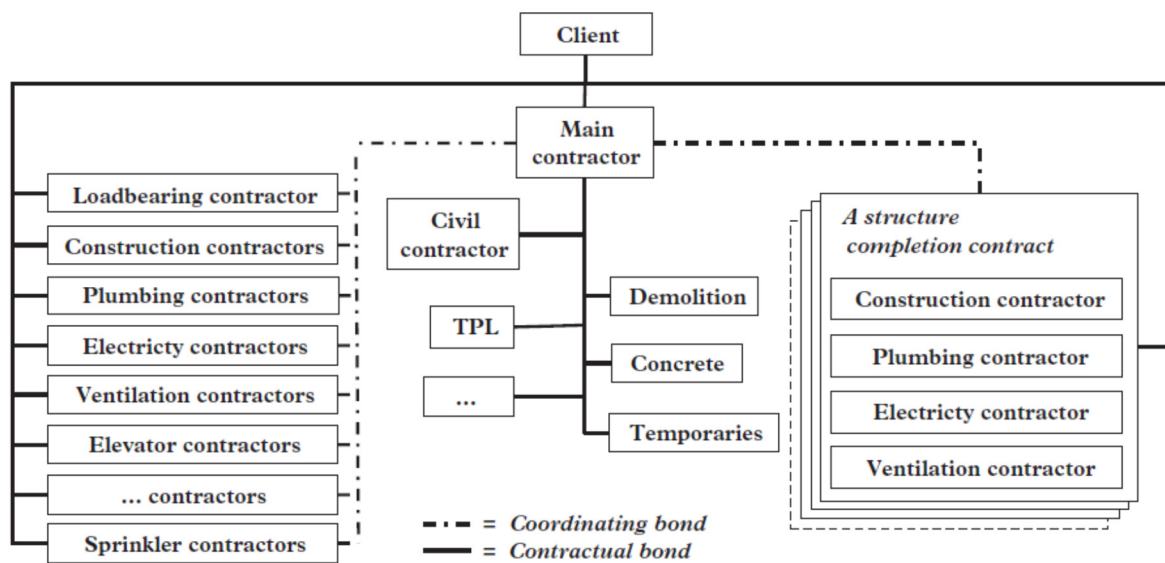 Client
Main
contractor
Loadbearing contractor
Construction contractors
Plumbing contractors
Electricty contractors
Ventilation contractors
Elevator contractors
... contractors
Sprinkler contractors
Civil
contractor
TPL
...
Demolition
Concrete
Temporaries
A structure
completion contract
Construction contractor
Plumbing contractor
Electricty contractor
Ventilation contractor
= Coordinating bond
= Contractual bond